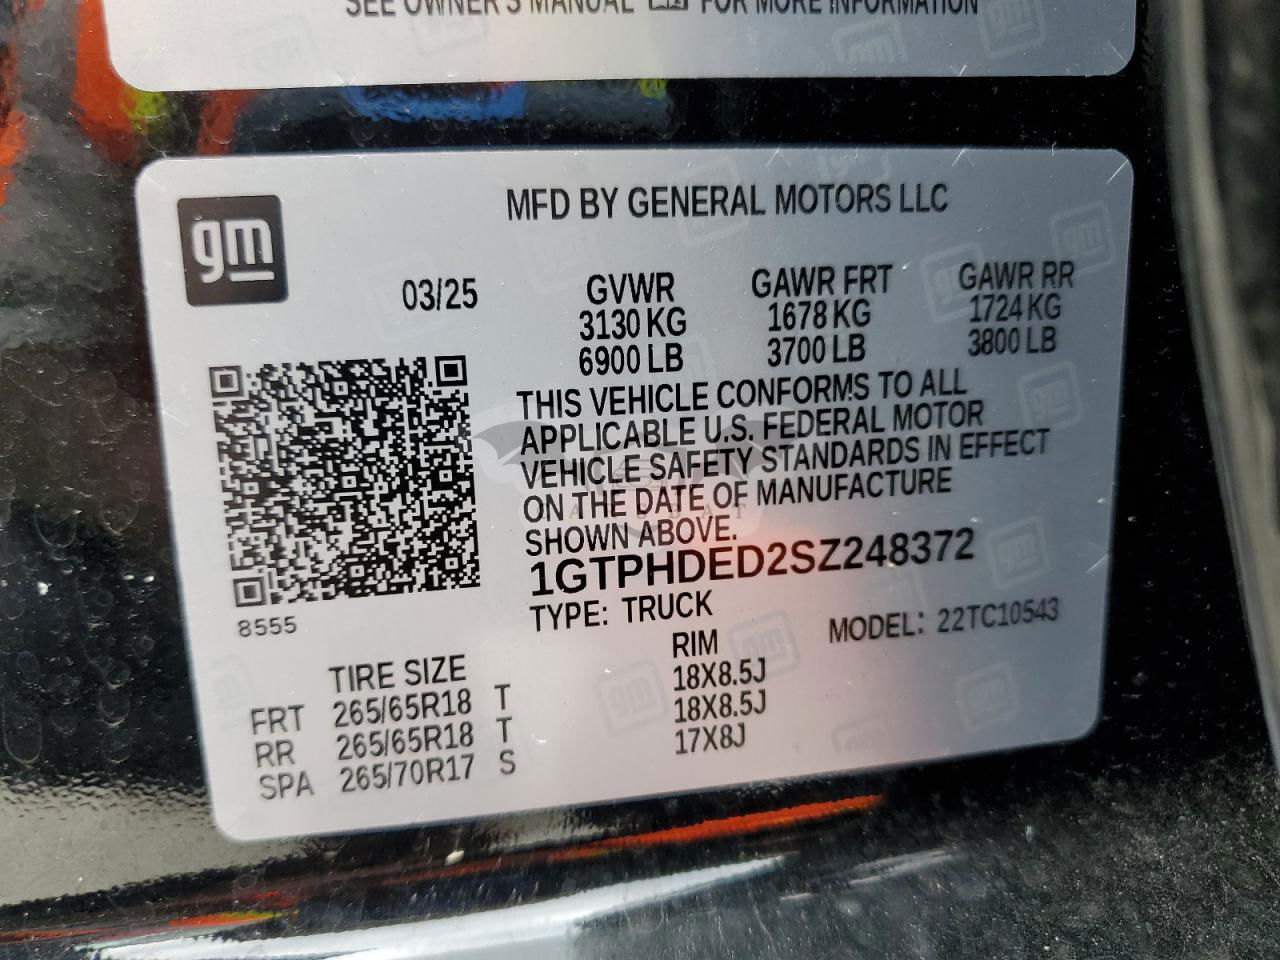 SEE OWNER'S MANUAL FOR MORE INFORMATION
gm
MFD BY GENERAL MOTORS LLC
03/25
GVWR GAWR FRT GAWR RR
3130 KG 1678 KG 1724 KG
6900 LB 3700 LB 3800 LB
THIS VEHICLE CONFORMS TO ALL
APPLICABLE U.S. FEDERAL MOTOR
VEHICLE SAFETY STANDARDS IN EFFECT
ON THE DATE OF MANUFACTURE
SHOWN ABOVE.
1GTPHDED2SZ248372
TYPE: TRUCK MODEL: 22TC10543
8555
TIRE SIZE RIM
FRT 265/65R18 T 18X8.5J
RR 265/65R18 T 18X8.5J
SPA 265/70R17 S 17X8J